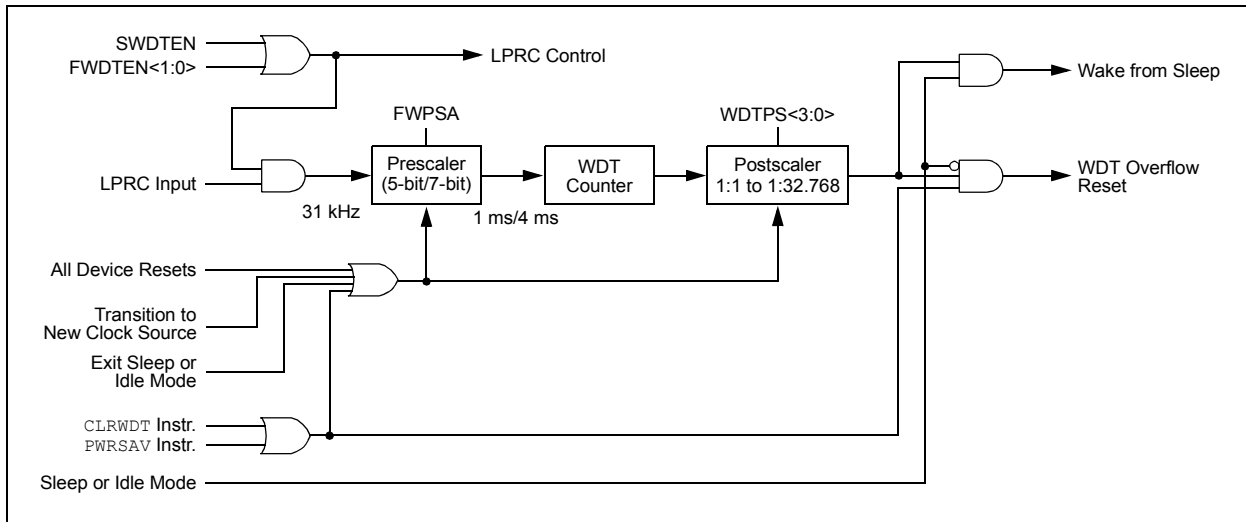 SWDTEN
FWDTEN<1:0>
LPRC Control
Wake from Sleep
FWPSA
WDTPS<3:0>
LPRC Input
Prescaler
(5-bit/7-bit)
WDT
Counter
Postscaler
1:1 to 1:32.768
WDT Overflow
Reset
31 kHz
1 ms/4 ms
All Device Resets
Transition to
New Clock Source
Exit Sleep or
Idle Mode
CLRWDT Instr.
PWRSAV Instr.
Sleep or Idle Mode